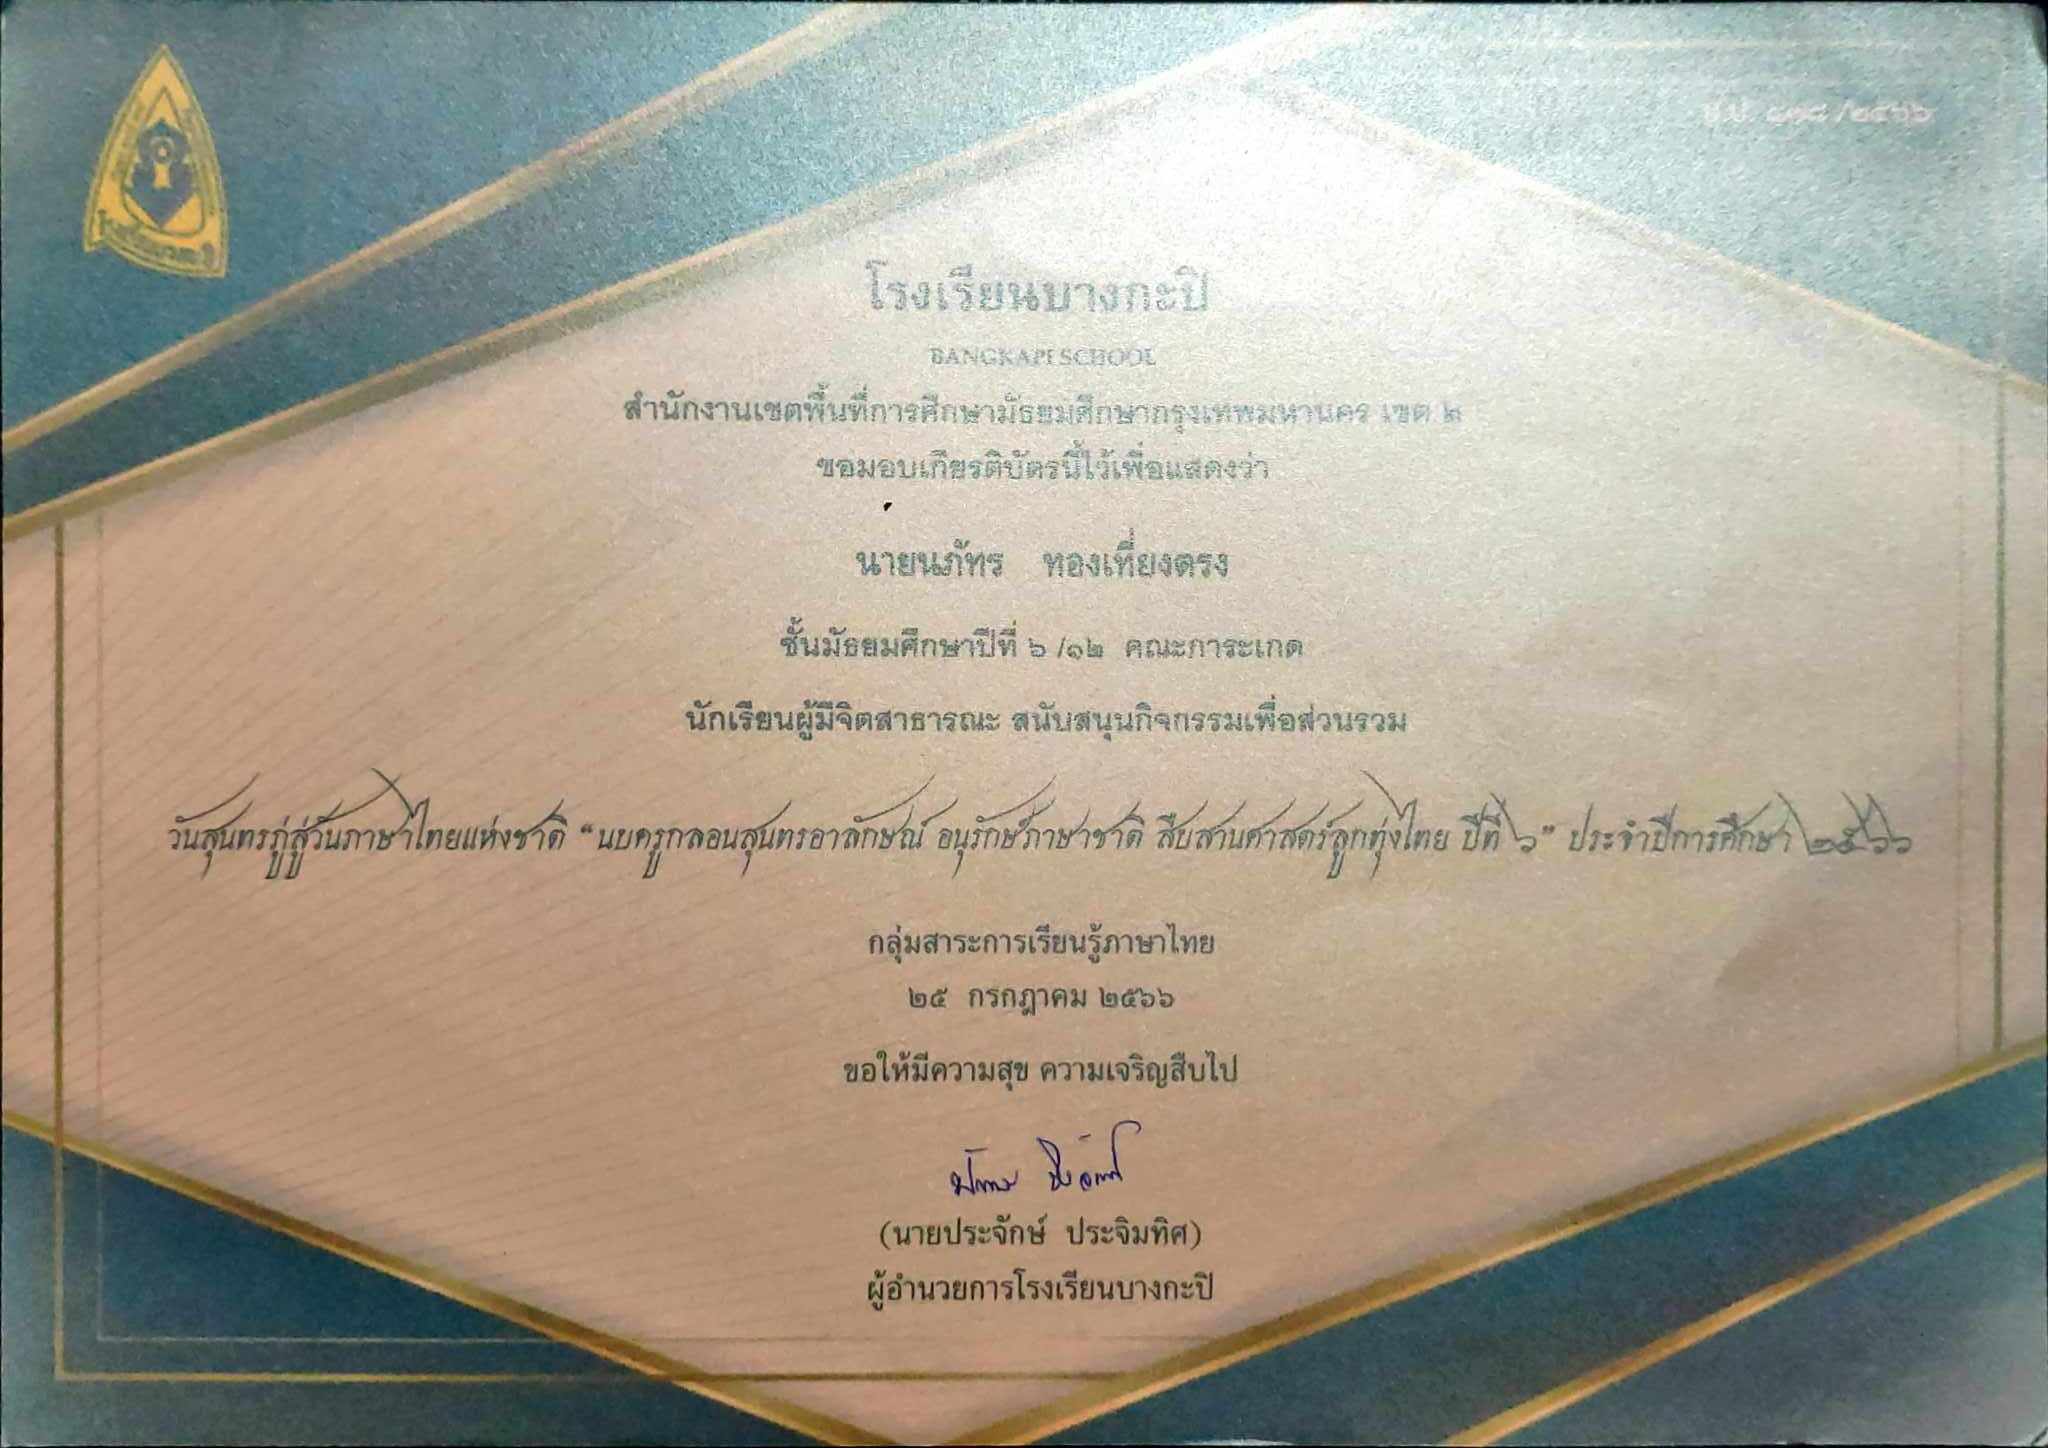 โรงเรียนบางกะปิ
/๒๕๖๖
โรงเรียนบางกะปิ
BANGKAPI SCHOOL
สำนักงานเขตพื้นที่การศึกษามัธยมศึกษากรุงเทพมหานคร เขต ๒
ขอมอบเกียรติบัตรนี้ไว้เพื่อแสดงว่า
นายนภัทร ทองเที่ยงตรง
ชั้นมัธยมศึกษาปีที่ ๖ /๑๒ คณะการะเกด
นักเรียนผู้มีจิตสาธารณะ สนับสนุนกิจกรรมเพื่อส่วนรวม
วันสุนทรภู่สู่วันภาษาไทยแห่งชาติ "นบครูกลอนสุนทรอาลักษณ์ อนุรักษ์ภาษาชาติ สืบสานศาสตร์ลูกทุ่งไทย ปีที่ ๖" ประจำปีการศึกษา ๒๕๖๖
กลุ่มสาระการเรียนรู้ภาษาไทย
๒๕ กรกฎาคม ๒๕๖๖
ขอให้มีความสุข ความเจริญสืบไป
(นายประจักษ์ ประจิมทิศ)
ผู้อำนวยการโรงเรียนบางกะปิ